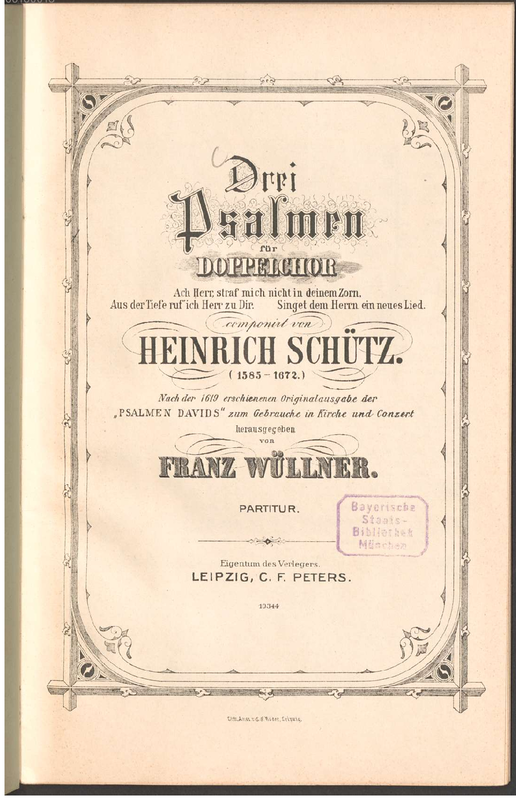 Drei
Psalmen
für
DOPPELCHOR
Ach Herr, straf' mich nicht in deinem Zorn.
Aus der Tiefe ruf' ich Herr zu Dir. Singet dem Herrn ein neues Lied.
componirt von
HEINRICH SCHÜTZ.
(1585-1672.)
Nach der 1619 erschienenen Originalausgabe der
„PSALMEN DAVIDS" zum Gebrauche in Kirche und Conzert
herausgegeben
von
FRANZ WÜLLNER.
PARTITUR.
Bayerische
Staats-
Bibliothek
München
Eigentum des Verlegers.
LEIPZIG, C. F. PETERS.
Leipzig.